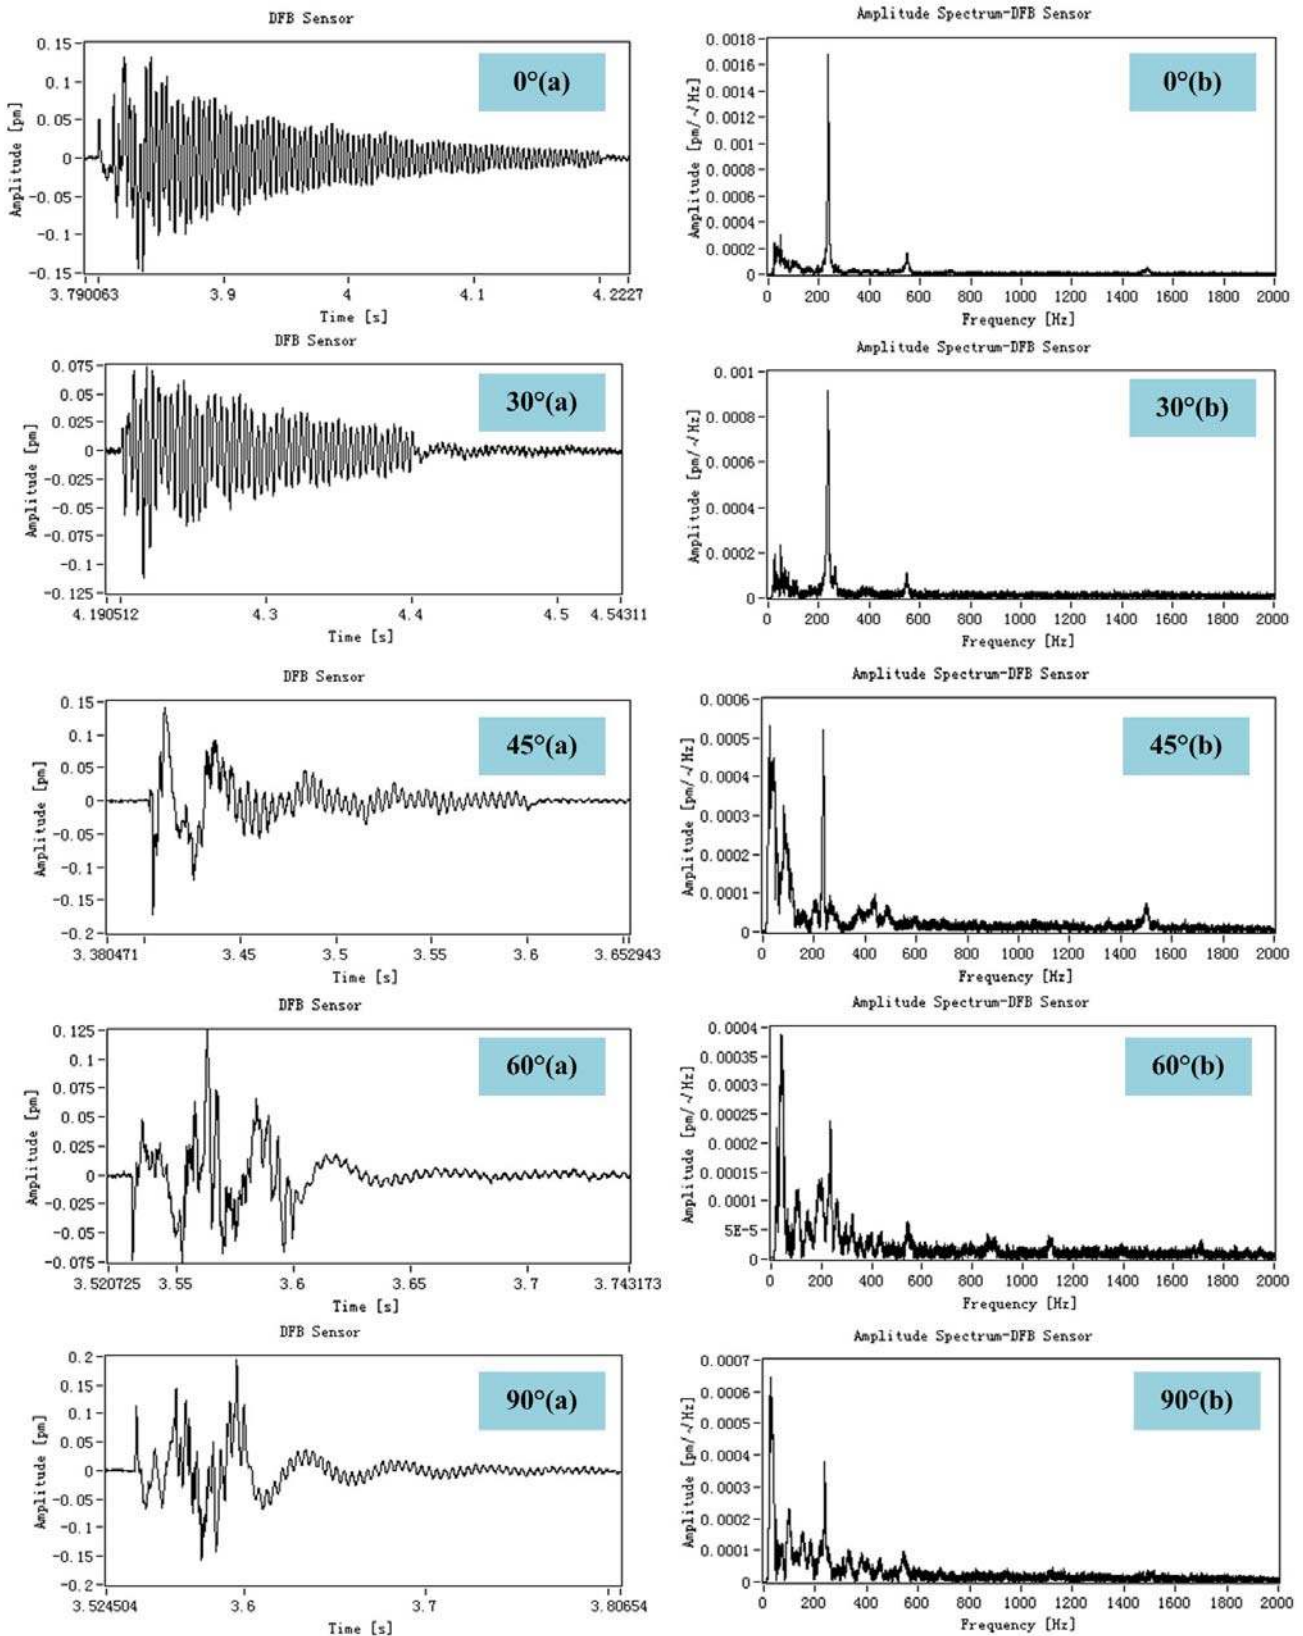 DFB Sensor
0°(a)
Amplitude [pm]
0.15
0.1
0.05
0
-0.05
-0.1
-0.15
3.790063 3.9 4 4.1 4.2227
Time [s]
Amplitude Spectrum-DFB Sensor
0°(b)
Amplitude [pm/√Hz]
0.0018
0.0016
0.0014
0.0012
0.001
0.0008
0.0006
0.0004
0.0002
0
0 200 400 600 800 1000 1200 1400 1600 1800 2000
Frequency [Hz]
DFB Sensor
30°(a)
Amplitude [pm]
0.075
0.05
0.025
0
-0.025
-0.05
-0.075
-0.1
-0.125
4.190512 4.3 4.4 4.5 4.54311
Time [s]
Amplitude Spectrum-DFB Sensor
30°(b)
Amplitude [pm/√Hz]
0.001
0.0008
0.0006
0.0004
0.0002
0
0 200 400 600 800 1000 1200 1400 1600 1800 2000
Frequency [Hz]
DFB Sensor
45°(a)
Amplitude [pm]
0.15
0.1
0.05
0
-0.05
-0.1
-0.15
-0.2
3.380471 3.45 3.5 3.55 3.6 3.652943
Time [s]
Amplitude Spectrum-DFB Sensor
45°(b)
Amplitude [pm/√Hz]
0.0006
0.0005
0.0004
0.0003
0.0002
0.0001
0
0 200 400 600 800 1000 1200 1400 1600 1800 2000
Frequency [Hz]
DFB Sensor
60°(a)
Amplitude [pm]
0.125
0.1
0.075
0.05
0.025
0
-0.025
-0.05
-0.075
3.520725 3.55 3.6 3.65 3.7 3.743173
Time [s]
Amplitude Spectrum-DFB Sensor
60°(b)
Amplitude [pm/√Hz]
0.0004
0.00035
0.0003
0.00025
0.0002
0.00015
0.0001
5E-5
0
0 200 400 600 800 1000 1200 1400 1600 1800 2000
Frequency [Hz]
DFB Sensor
90°(a)
Amplitude [pm]
0.2
0.15
0.1
0.05
0
-0.05
-0.1
-0.15
-0.2
3.524504 3.6 3.7 3.80654
Time [s]
Amplitude Spectrum-DFB Sensor
90°(b)
Amplitude [pm/√Hz]
0.0007
0.0006
0.0005
0.0004
0.0003
0.0002
0.0001
0
0 200 400 600 800 1000 1200 1400 1600 1800 2000
Frequency [Hz]